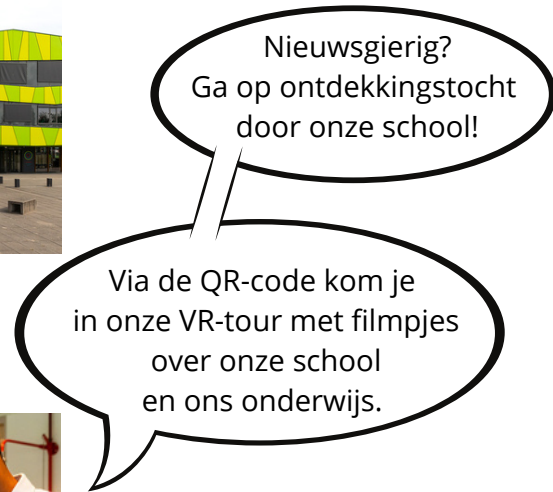 Nieuwsgierig?
Ga op ontdekkingstocht
door onze school!
Via de QR-code kom je
in onze VR-tour met filmpjes
over onze school
en ons onderwijs.